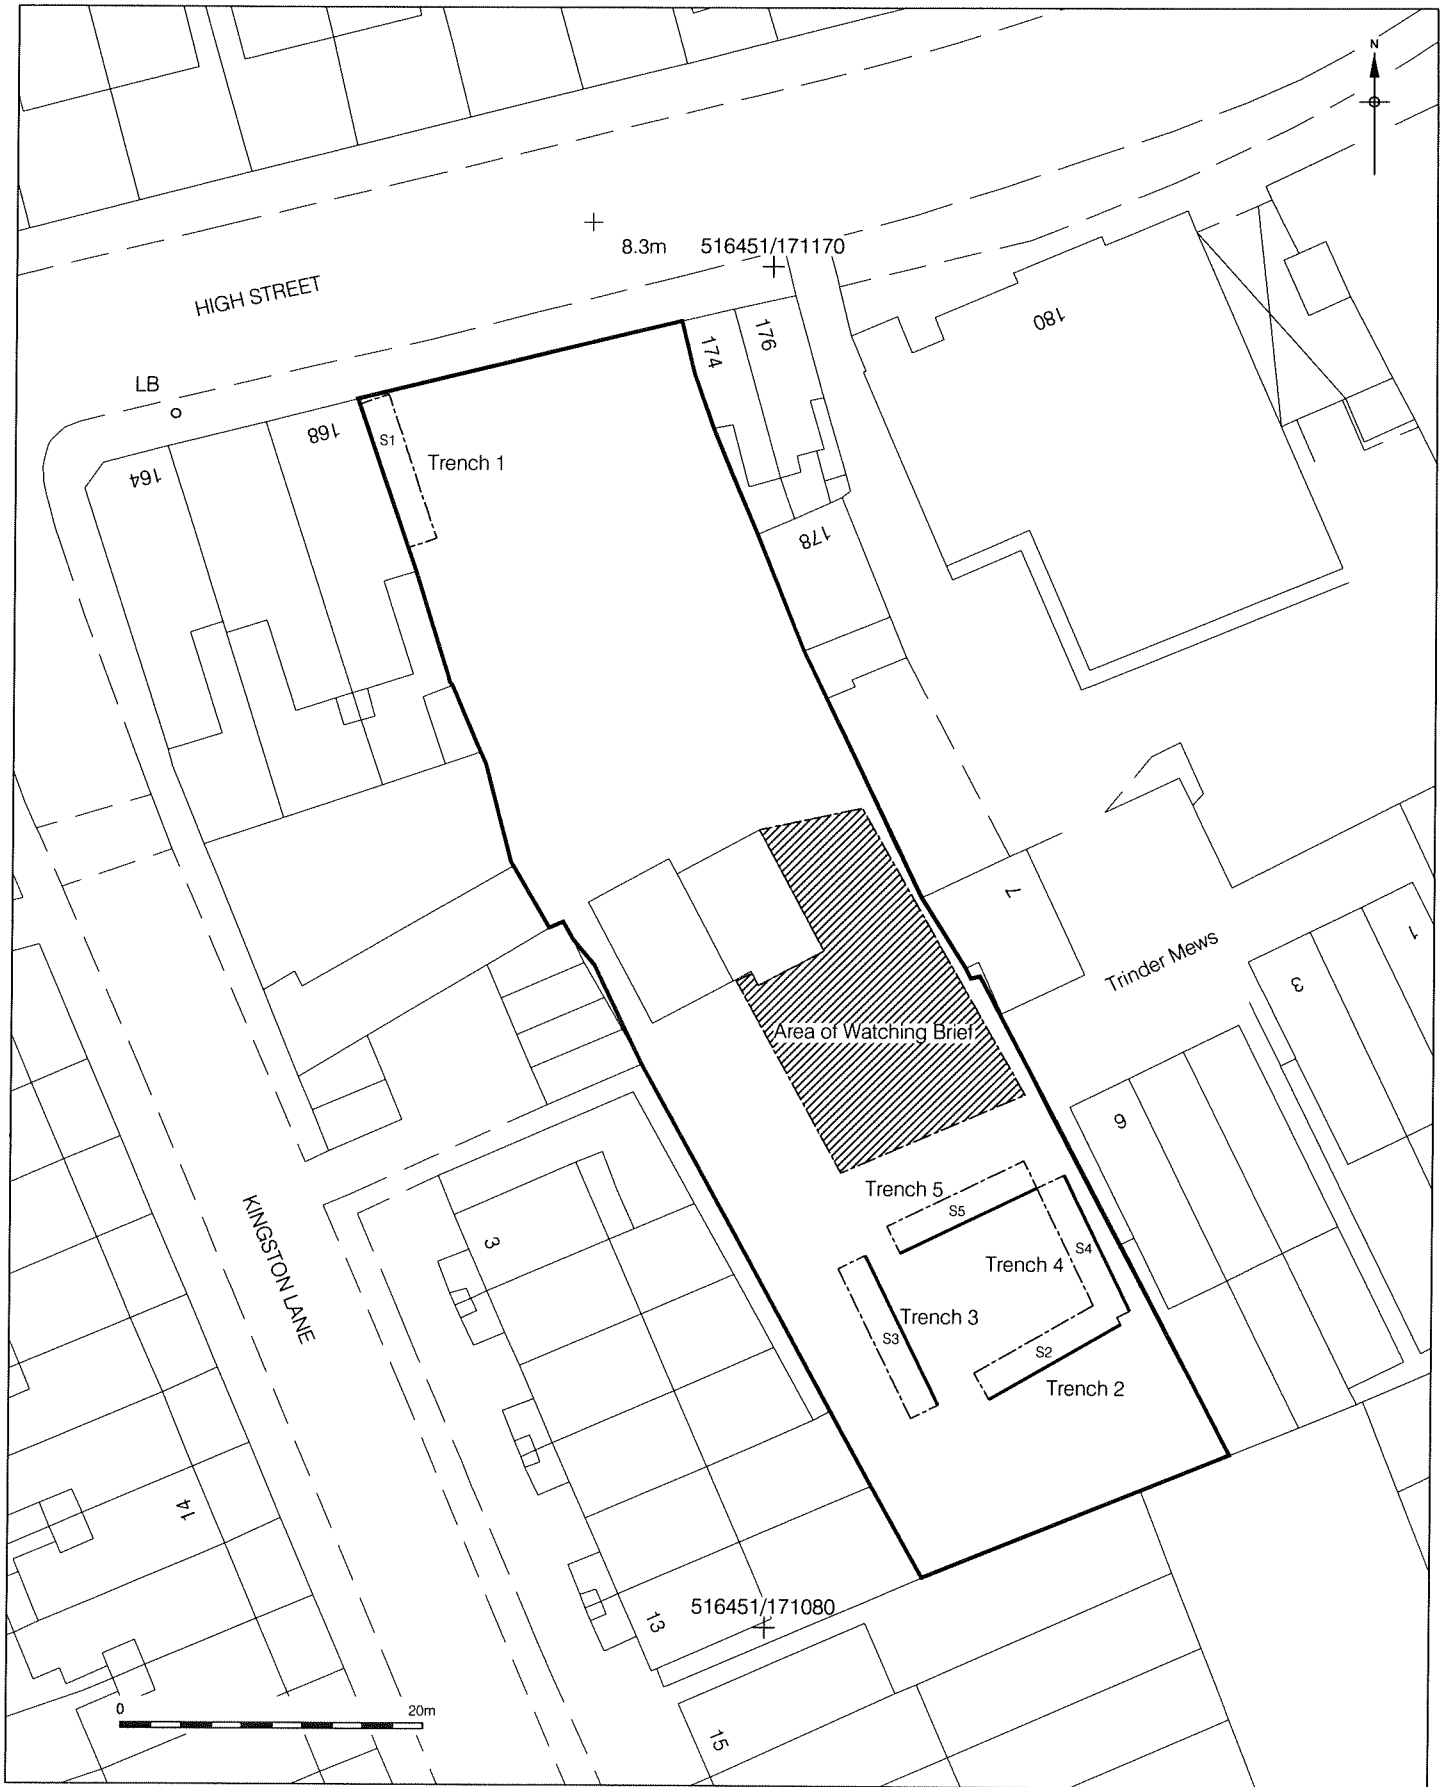 N
8.3m 516451/171170
HIGH STREET
180
176
174
LB
168
S1
Trench 1
164
178
7
Trinder Mews
1
3
Area of Watching Brief
9
Trench 5
S5
KINGSTON LANE
3
S4
Trench 4
Trench 3
S3
S2
Trench 2
14
516451/171080
13
0 20m
15